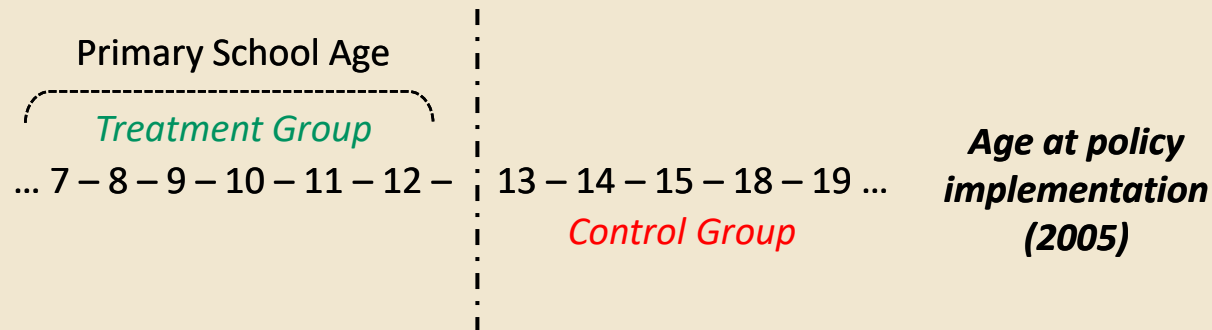 Primary School Age
Treatment Group
... 7 – 8 – 9 – 10 – 11 – 12 – 13 – 14 – 15 – 18 – 19 ...
Control Group
Age at policy
implementation
(2005)